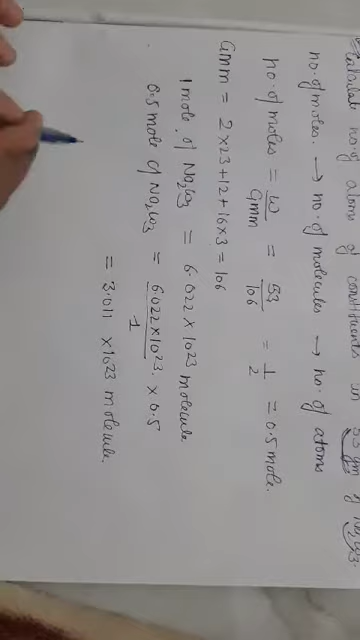 Calculate no. of atoms of constituents in 53 gm of Na2CO3.
no. of moles. → no. of molecules → no. of atoms
no. of moles = w/GMM = 53/106 = 1/2 = 0.5 mole.
GMM = 2×23+12+16×3 = 106
1 mole. of Na2CO3 = 6.022×10^23 molecule
0.5 mole of Na2CO3 = 6.022×10^23/1 × 0.5
= 3.011 ×10^23 molecule.